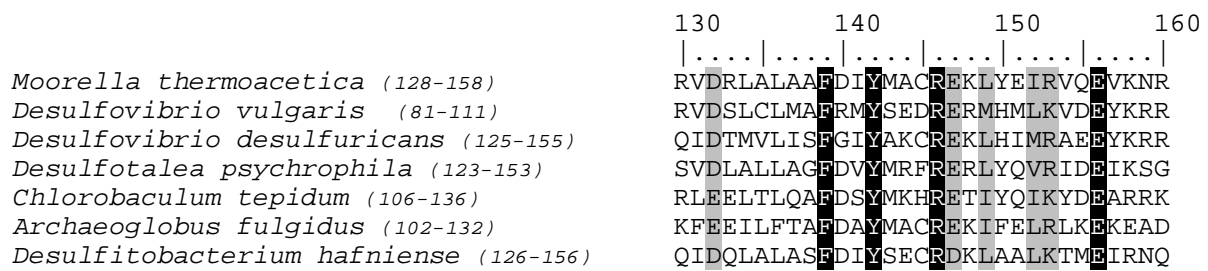 130 140 150 160
|....|....|....|....|....|....|
Moorella thermoacetica (128-158) RVDRLALAAFDIYMACREKLYEIRVQEVKNR
Desulfovibrio vulgaris (81-111) RVDSLCLMAFRMYSEDRERMHMLKVDEYKRR
Desulfovibrio desulfuricans (125-155) QIDTMVLISFGIYAKCREKLHIMRAEEYKRR
Desulfotalea psychrophila (123-153) SVDLALLAGFDVYMRFRERLYQVRIDEIKSG
Chlorobaculum tepidum (106-136) RLEELTLQAFDSYMKHRETIYQIKYDEARRK
Archaeoglobus fulgidus (102-132) KFEEILFTAFDAYMACREKIFELRLKEKEAD
Desulfitobacterium hafniense (126-156) QIDQLALASFDIYSECRDKLAALKTMEIRNQ